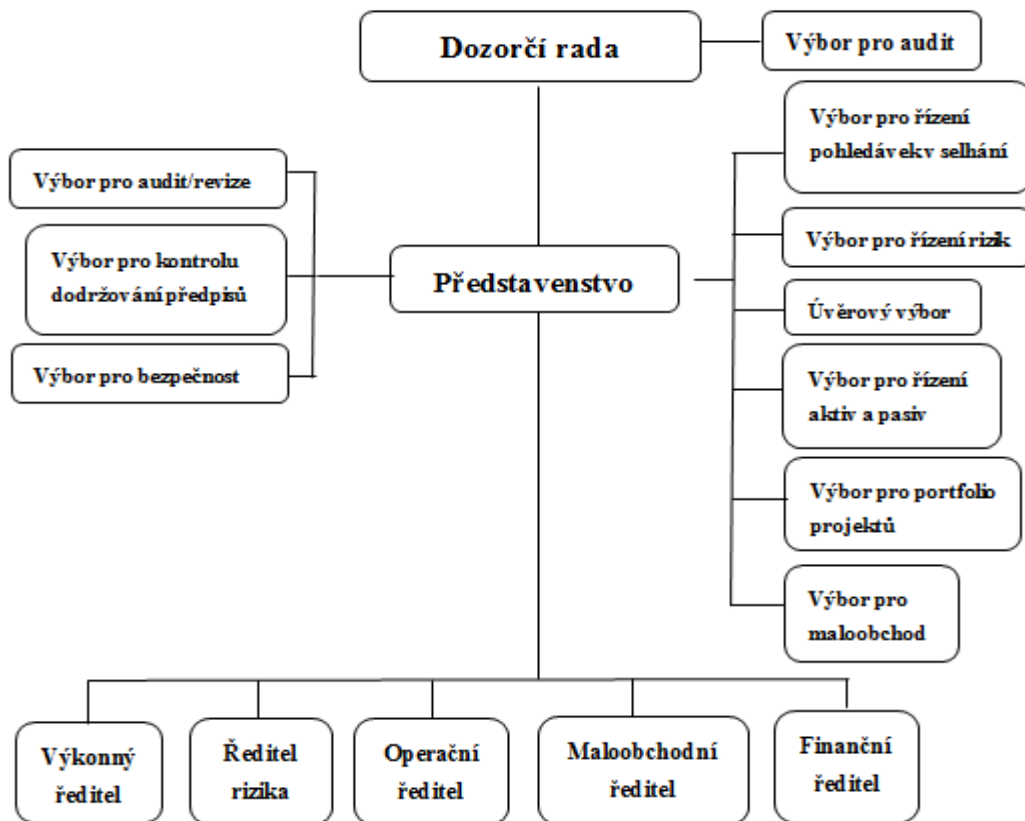 Dozorčí rada
Výbor pro audit
Výbor pro řízení
pohledávek v selhání
Výbor pro audit/revize
Výbor pro kontrolu
dodržování předpisů
Výbor pro bezpečnost
Představenstvo
Výbor pro řízení rizik
Úvěrový výbor
Výbor pro řízení
aktiv a pasiv
Výbor pro portfolio
projektů
Výbor pro
maloobchod
Výkonný
ředitel
Ředitel
rizika
Operační
ředitel
Maloobchodní
ředitel
Finanční
ředitel